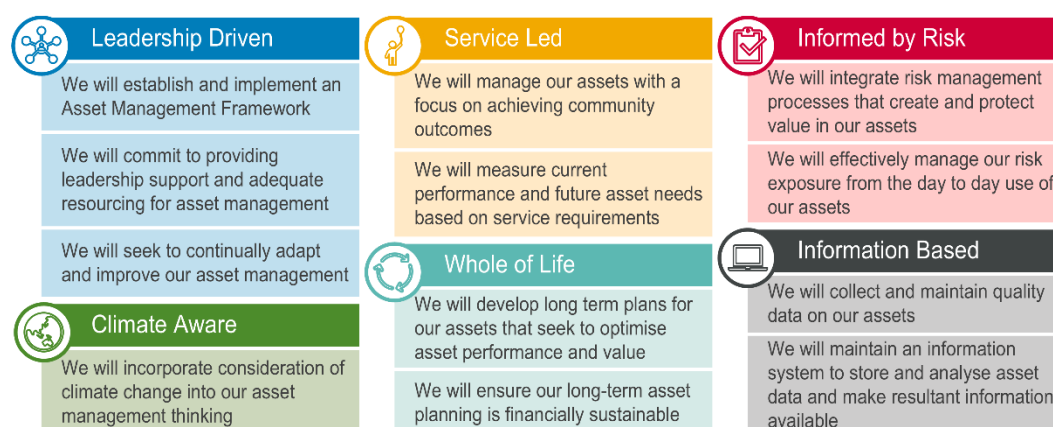 Leadership Driven
We will establish and implement an
Asset Management Framework
We will commit to providing
leadership support and adequate
resourcing for asset management
We will seek to continually adapt
and improve our asset management
Climate Aware
We will incorporate consideration of
climate change into our asset
management thinking
Service Led
We will manage our assets with a
focus on achieving community
outcomes
We will measure current
performance and future asset needs
based on service requirements
Whole of Life
We will develop long term plans for
our assets that seek to optimise
asset performance and value
We will ensure our long-term asset
planning is financially sustainable
Informed by Risk
We will integrate risk management
processes that create and protect
value in our assets
We will effectively manage our risk
exposure from the day to day use of
our assets
Information Based
We will collect and maintain quality
data on our assets
We will maintain an information
system to store and analyse asset
data and make resultant information
available